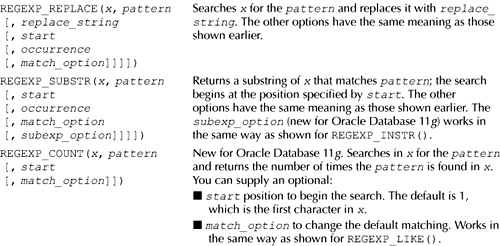 REGEXP_REPLACE(x, pattern
[, replace_string
[, start
[, occurrence
[, match_option]]]])
Searches x for the pattern and replaces it with replace_
string. The other options have the same meaning as those
shown earlier.
REGEXP_SUBSTR(x, pattern
[, start
[, occurrence
[, match_option
[, subexp_option]]]])
Returns a substring of x that matches pattern; the search
begins at the position specified by start. The other
options have the same meaning as those shown earlier. The
subexp_option (new for Oracle Database 11g) works in
the same way as shown for REGEXP_INSTR().
REGEXP_COUNT(x, pattern
[, start
[, match_option]])
New for Oracle Database 11g. Searches in x for the pattern
and returns the number of times the pattern is found in x.
You can supply an optional:
■ start position to begin the search. The default is 1,
which is the first character in x.
■ match_option to change the default matching. Works in
the same way as shown for REGEXP_LIKE().